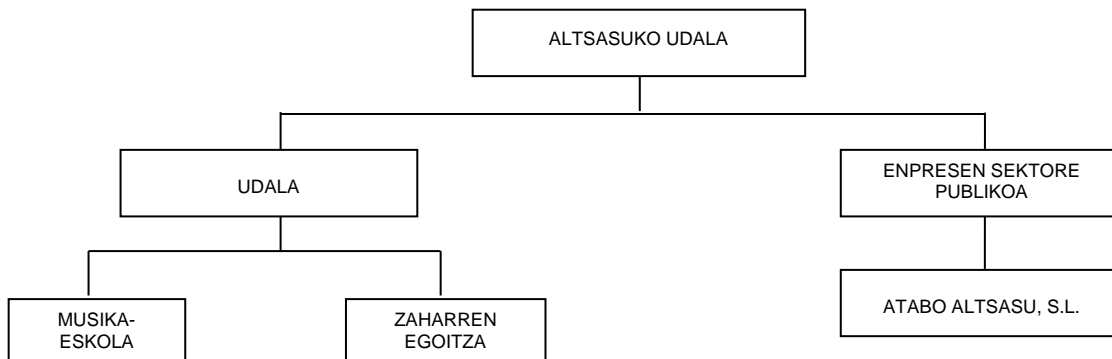 ALTSASUKO UDALA
UDALA
ENPRESEN SEKTORE
PUBLIKOA
MUSIKA-
ESKOLA
ZAHARREN
EGOITZA
ATABO ALTSASU, S.L.